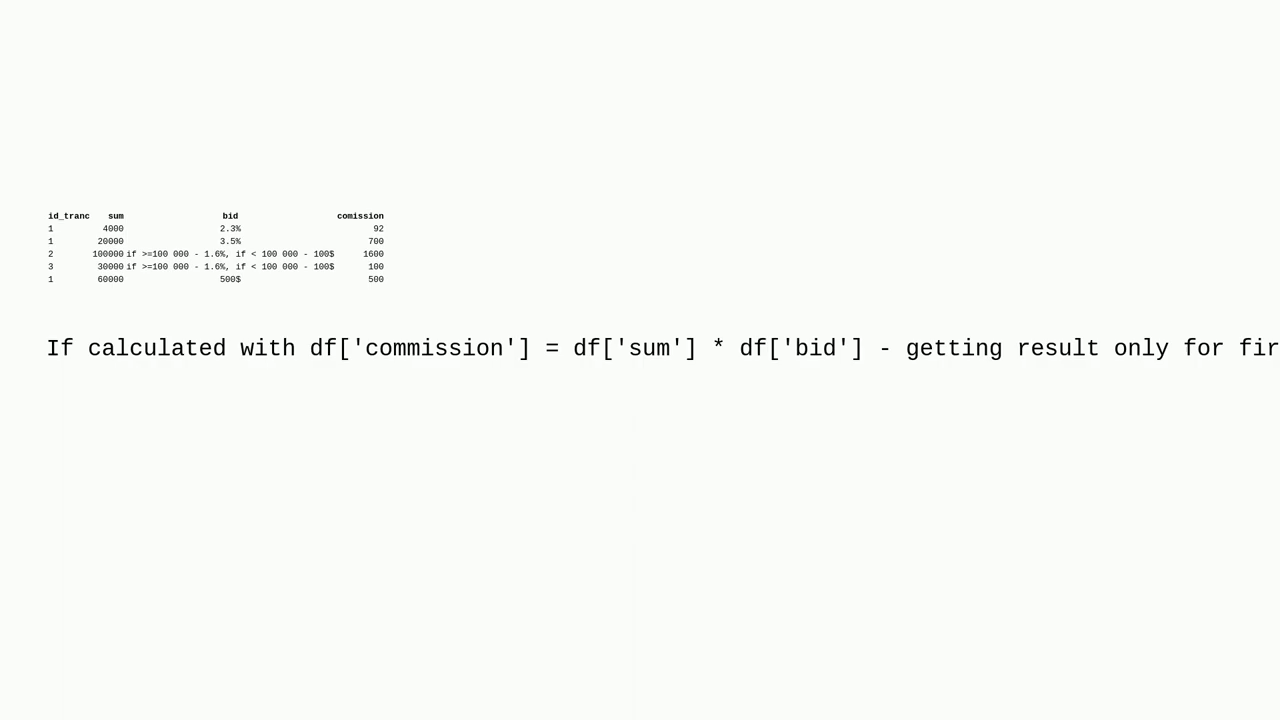 id_tranc sum bid comission
1 4000 2.3% 92
1 20000 3.5% 700
2 100000 if >=100 000 - 1.6%, if < 100 000 - 100$ 1600
3 30000 if >=100 000 - 1.6%, if < 100 000 - 100$ 100
1 60000 500$ 500
If calculated with df['commission'] = df['sum'] * df['bid'] - getting result only for fir